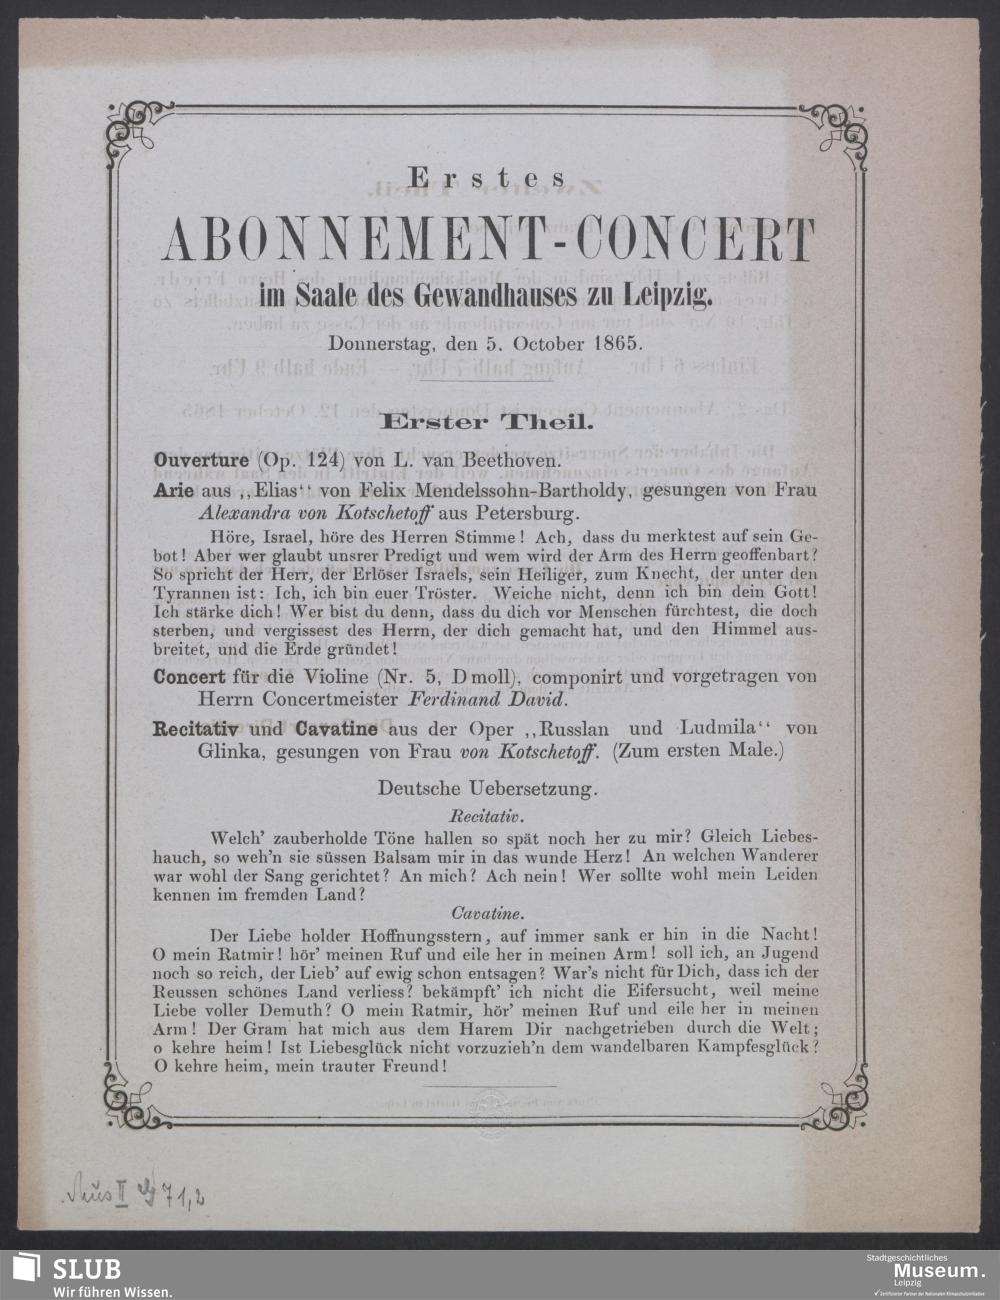 Erstes
ABONNEMENT-CONCERT
im Saale des Gewandhauses zu Leipzig.
Donnerstag, den 5. October 1865.
Erster Theil.
Ouverture (Op. 124) von L. van Beethoven.
Arie aus ,,Elias‘‘ von Felix Mendelssohn-Bartholdy, gesungen von Frau
Alexandra von Kotschetoff aus Petersburg.
Höre, Israel, höre des Herren Stimme! Ach, dass du merktest auf sein Ge-
bot! Aber wer glaubt unsrer Predigt und wem wird der Arm des Herrn geoffenbart?
So spricht der Herr, der Erlöser Israels, sein Heiliger, zum Knecht, der unter den
Tyrannen ist: Ich, ich bin euer Tröster. Weiche nicht, denn ich bin dein Gott!
Ich stärke dich! Wer bist du denn, dass du dich vor Menschen fürchtest, die doch
sterben, und vergissest des Herrn, der dich gemacht hat, und den Himmel aus-
breitet, und die Erde gründet!
Concert für die Violine (Nr. 5, D moll), componirt und vorgetragen von
Herrn Concertmeister Ferdinand David.
Recitativ und Cavatine aus der Oper ,,Russlan und Ludmila‘‘ von
Glinka, gesungen von Frau von Kotschetoff. (Zum ersten Male.)
Deutsche Uebersetzung.
Recitativ.
Welch' zauberholde Töne hallen so spät noch her zu mir? Gleich Liebes-
hauch, so weh'n sie süssen Balsam mir in das wunde Herz! An welchen Wanderer
war wohl der Sang gerichtet? An mich? Ach nein! Wer sollte wohl mein Leiden
kennen im fremden Land?
Cavatine.
Der Liebe holder Hoffnungsstern, auf immer sank er hin in die Nacht!
O mein Ratmir! hör' meinen Ruf und eile her in meinen Arm! soll ich, an Jugend
noch so reich, der Lieb' auf ewig schon entsagen? War's nicht für Dich, dass ich der
Reussen schönes Land verliess? bekämpft' ich nicht die Eifersucht, weil meine
Liebe voller Demuth? O mein Ratmir, hör' meinen Ruf und eile her in meinen
Arm! Der Gram hat mich aus dem Harem Dir nachgetrieben durch die Welt;
o kehre heim! Ist Liebesglück nicht vorzuzieh'n dem wandelbaren Kampfesglück?
O kehre heim, mein trauter Freund!
Mus II 71,2
SLUB
Wir führen Wissen.
Stadtgeschichtliches
Museum.
Leipzig
Zertifizierter Partner der Nationalen Klimaschutzinitiative